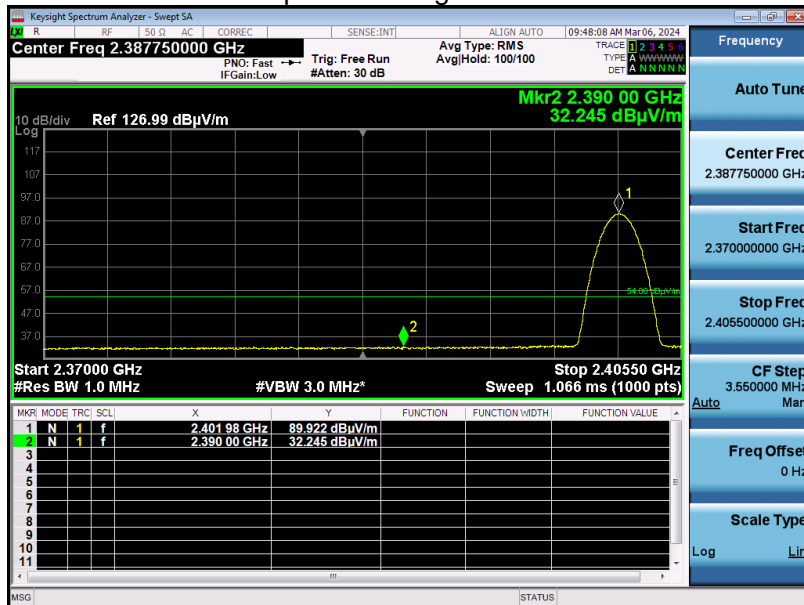 Keysight Spectrum Analyzer - Swept SA
R RF 50 Ω AC CORREC SENSE:INT ALIGN AUTO 09:48:08 AM Mar 06, 2024
Center Freq 2.387750000 GHz
PNO: Fast
IFGain:Low
Trig: Free Run
#Atten: 30 dB
Avg Type: RMS
Avg|Hold: 100/100
TRACE 1 2 3 4 5 6
TYPE A WWWWW
DET A N N N N N
Mkr2 2.390 00 GHz
32.245 dBµV/m
10 dB/div Ref 126.99 dBµV/m
Log
117
107
97.0
87.0
77.0
67.0
57.0
47.0
37.0
1
2
54.00 dBµV/m
Start 2.37000 GHz Stop 2.40550 GHz
#Res BW 1.0 MHz #VBW 3.0 MHz* Sweep 1.066 ms (1000 pts)
MKR MODE TRC SCL X Y FUNCTION FUNCTION WIDTH FUNCTION VALUE
1 N 1 f 2.401 98 GHz 89.922 dBµV/m
2 N 1 f 2.390 00 GHz 32.245 dBµV/m
3
4
5
6
7
8
9
10
11
MSG STATUS
Frequency
Auto Tune
Center Freq
2.387750000 GHz
Start Freq
2.370000000 GHz
Stop Freq
2.405500000 GHz
CF Step
3.550000 MHz
Auto Man
Freq Offset
0 Hz
Scale Type
Log Lin